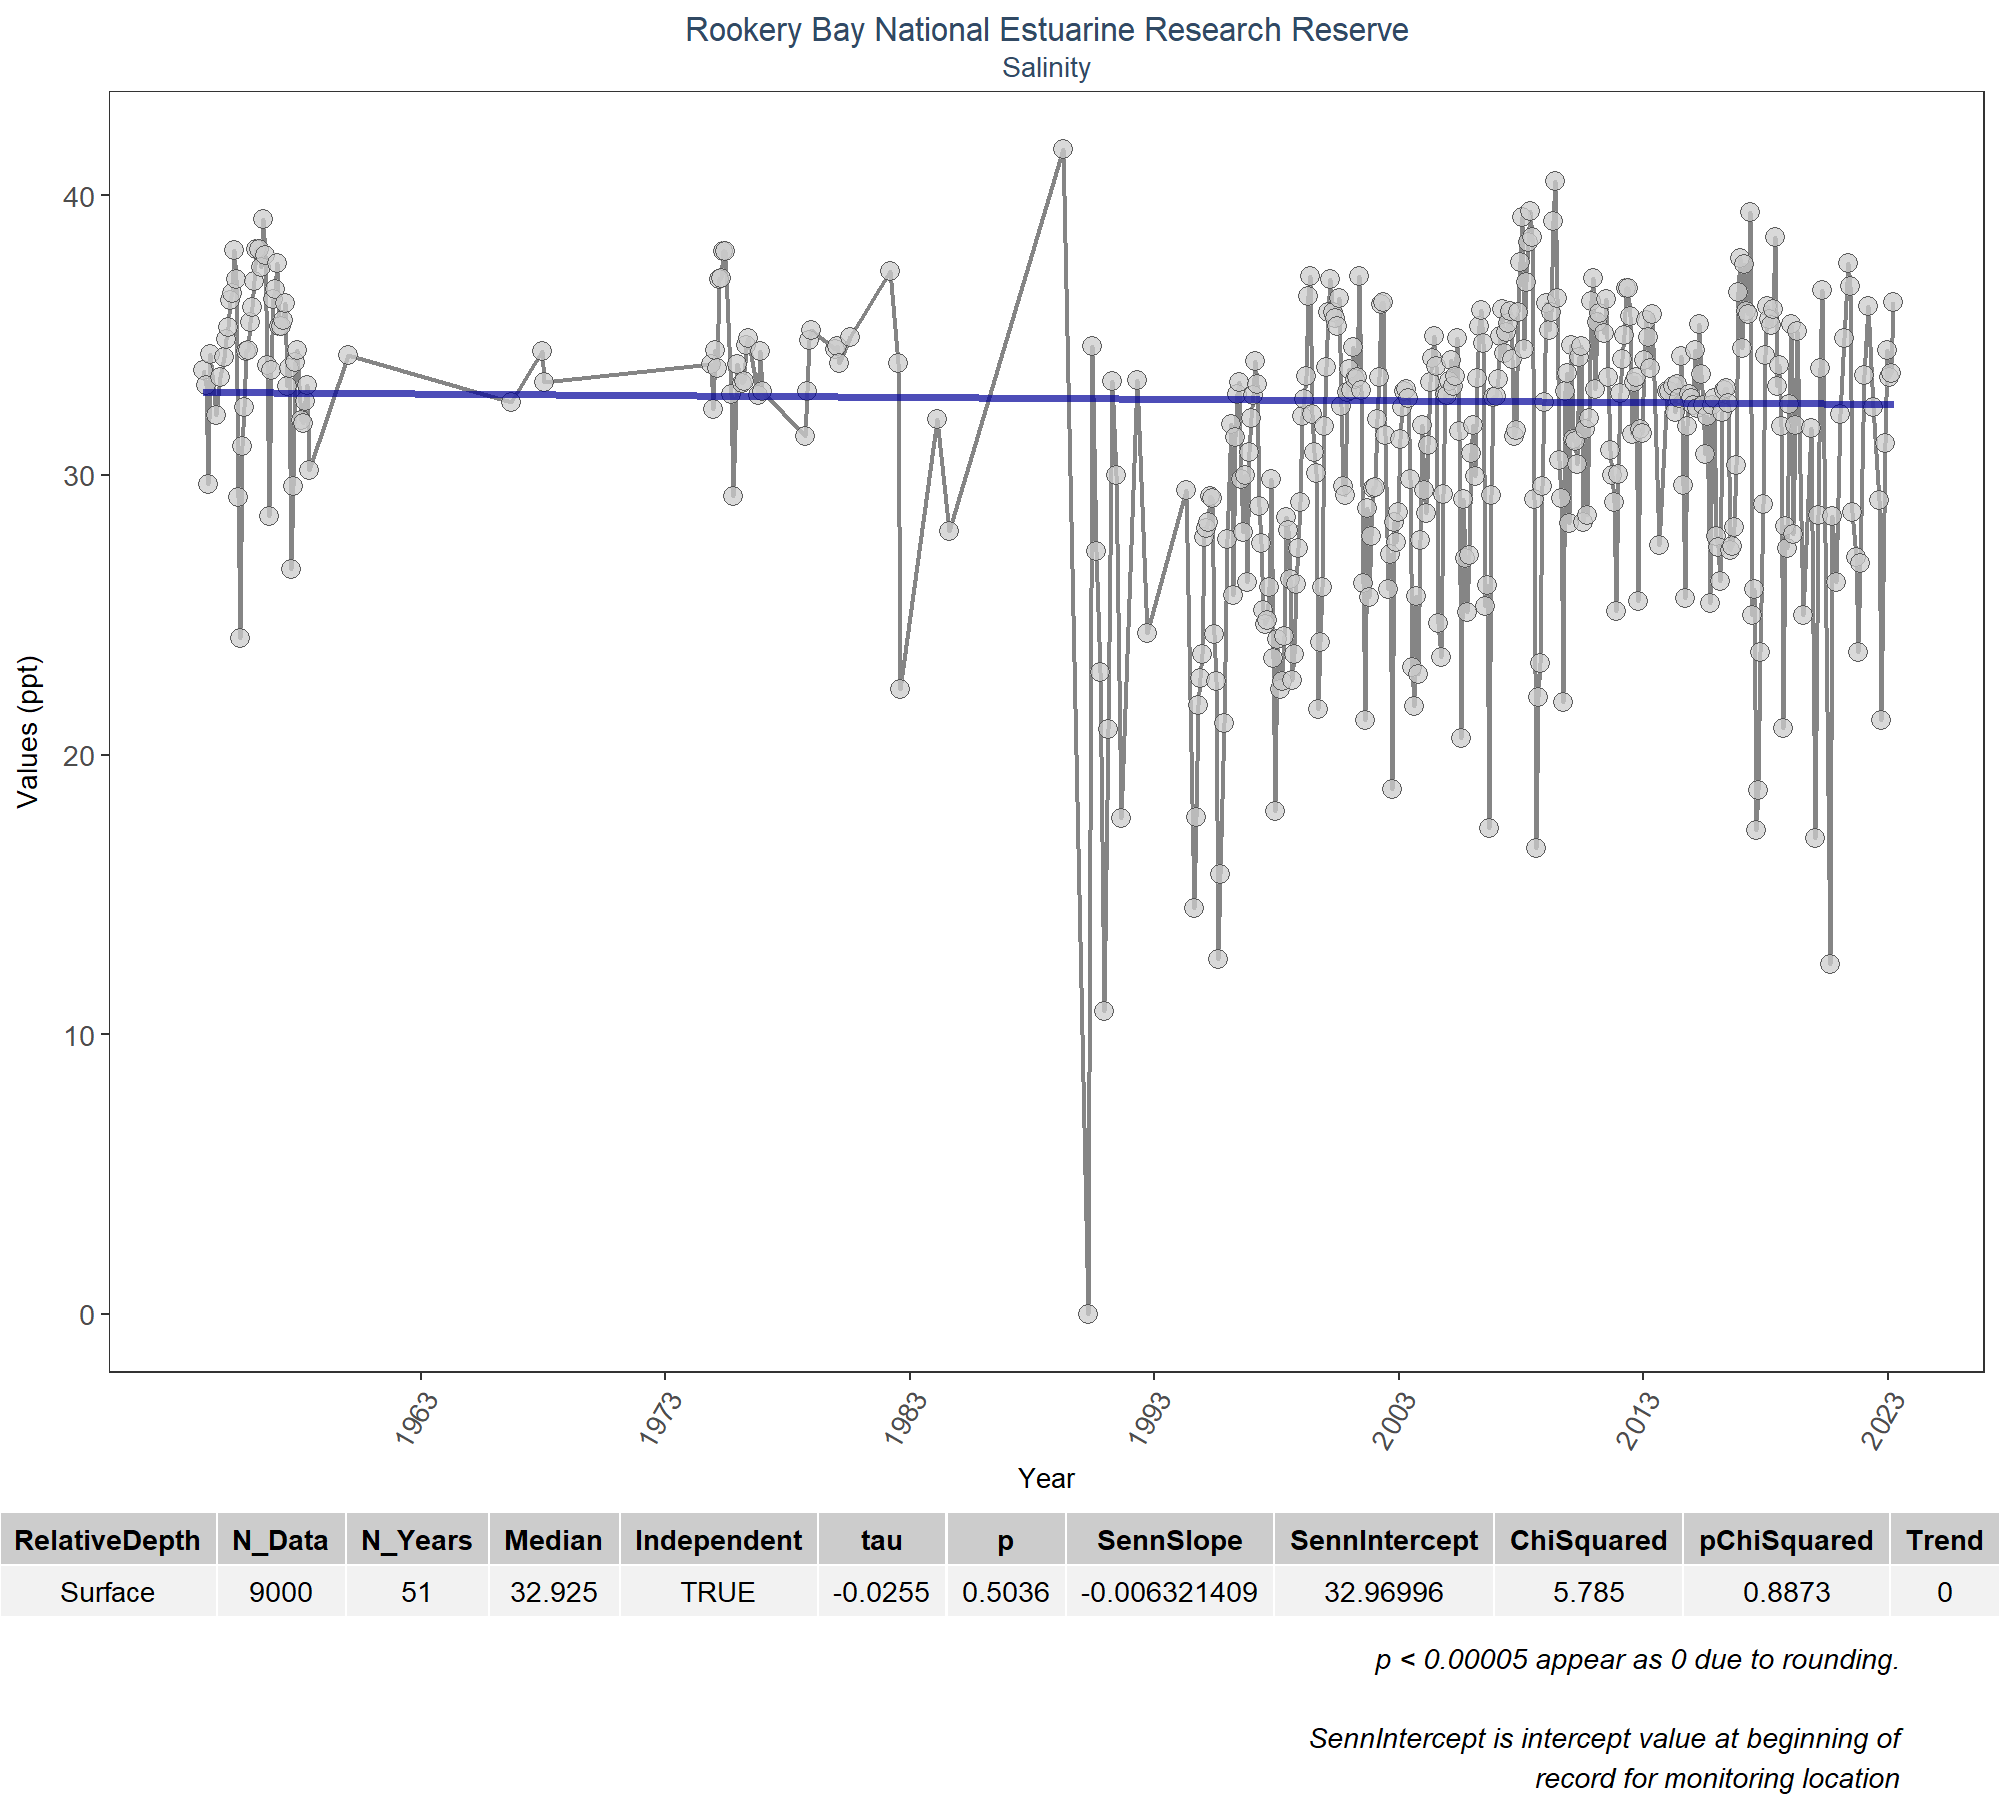 Rookery Bay National Estuarine Research Reserve
Salinity
40
30
20
10
0
Values (ppt)
1963
1973
1983
1993
2003
2013
2023
Year
RelativeDepth N_Data N_Years Median Independent tau p SennSlope SennIntercept ChiSquared pChiSquared Trend
Surface 9000 51 32.925 TRUE -0.0255 0.5036 -0.006321409 32.96996 5.785 0.8873 0
p < 0.00005 appear as 0 due to rounding.
SennIntercept is intercept value at beginning of
record for monitoring location